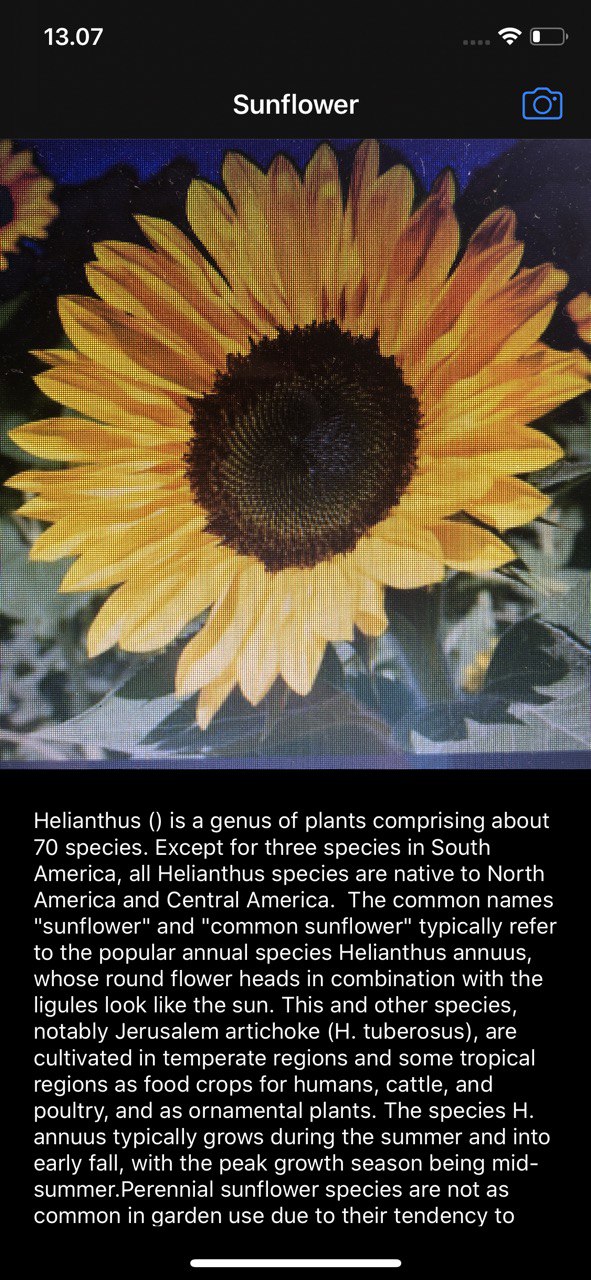 13.07
Sunflower
Helianthus () is a genus of plants comprising about
70 species. Except for three species in South
America, all Helianthus species are native to North
America and Central America.  The common names
"sunflower" and "common sunflower" typically refer
to the popular annual species Helianthus annuus,
whose round flower heads in combination with the
ligules look like the sun. This and other species,
notably Jerusalem artichoke (H. tuberosus), are
cultivated in temperate regions and some tropical
regions as food crops for humans, cattle, and
poultry, and as ornamental plants. The species H.
annuus typically grows during the summer and into
early fall, with the peak growth season being mid-
summer.Perennial sunflower species are not as
common in garden use due to their tendency to